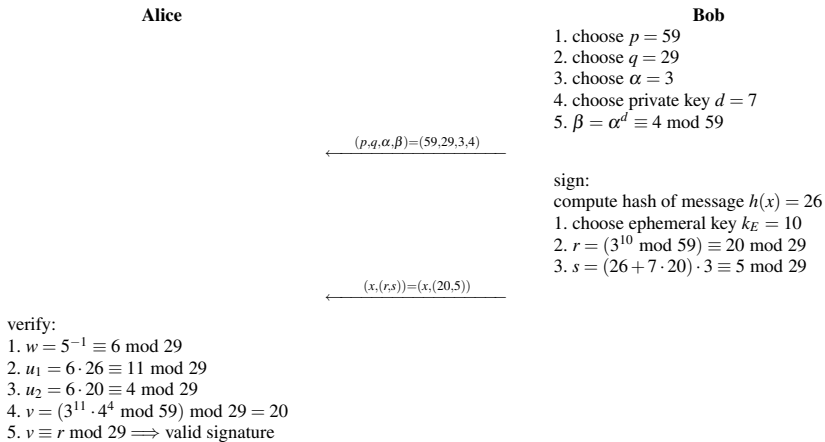 Alice
Bob
1. choose p = 59
2. choose q = 29
3. choose α = 3
4. choose private key d = 7
5. β = α^d ≡ 4 mod 59
(p,q,α,β)=(59,29,3,4)
sign:
compute hash of message h(x) = 26
1. choose ephemeral key k_E = 10
2. r = (3^10 mod 59) ≡ 20 mod 29
3. s = (26 + 7 · 20) · 3 ≡ 5 mod 29
(x,(r,s))=(x,(20,5))
verify:
1. w = 5^−1 ≡ 6 mod 29
2. u_1 = 6 · 26 ≡ 11 mod 29
3. u_2 = 6 · 20 ≡ 4 mod 29
4. v = (3^11 · 4^4 mod 59) mod 29 = 20
5. v ≡ r mod 29 ⟹ valid signature